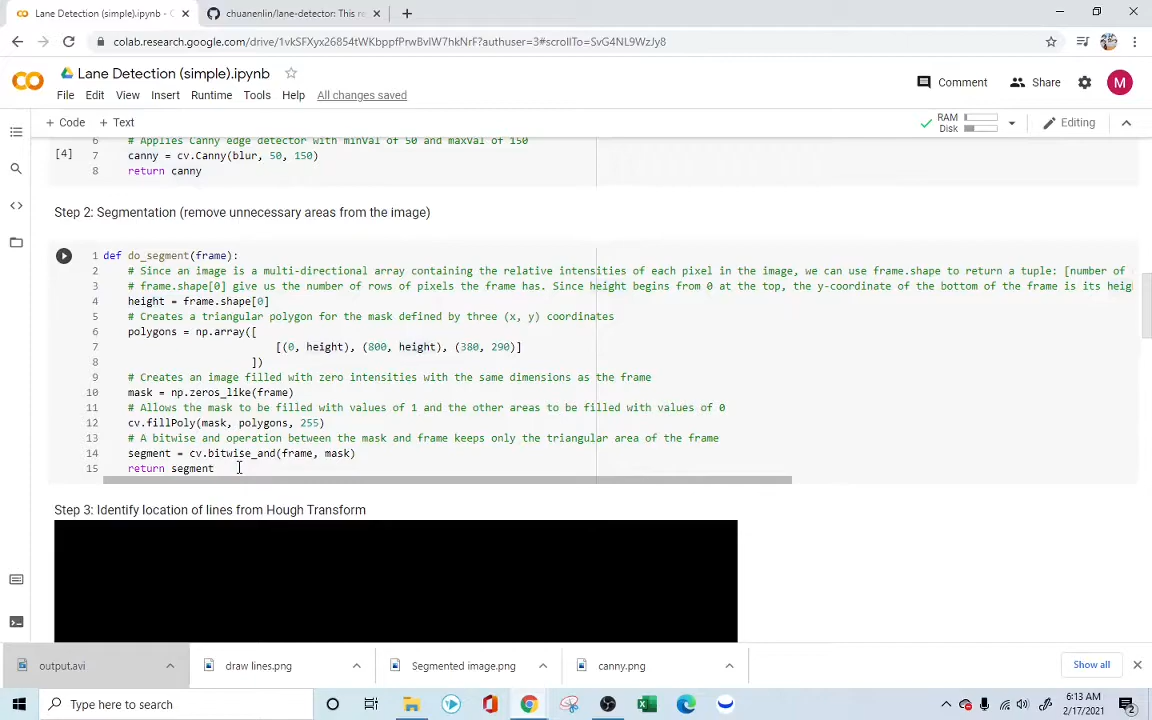 Lane Detection (simple).ipynb -
chuanenlin/lane-detector: This re
colab.research.google.com/drive/1vkSFXyx26854tWKbppfPrwBvIW7hkNrF?authuser=3#scrollTo=SvG4NL9WzJy8
Lane Detection (simple).ipynb
Comment
Share
M
File Edit View Insert Runtime Tools Help All changes saved
+ Code + Text
RAM
Disk
Editing
6 # Applies Canny edge detector with minVal of 50 and maxVal of 150
[4] 7 canny = cv.Canny(blur, 50, 150)
8 return canny
Step 2: Segmentation (remove unnecessary areas from the image)
1 def do_segment(frame):
2 # Since an image is a multi-directional array containing the relative intensities of each pixel in the image, we can use frame.shape to return a tuple: [number of
3 # frame.shape[0] give us the number of rows of pixels the frame has. Since height begins from 0 at the top, the y-coordinate of the bottom of the frame is its heig
4 height = frame.shape[0]
5 # Creates a triangular polygon for the mask defined by three (x, y) coordinates
6 polygons = np.array([
7 [(0, height), (800, height), (380, 290)]
8 ])
9 # Creates an image filled with zero intensities with the same dimensions as the frame
10 mask = np.zeros_like(frame)
11 # Allows the mask to be filled with values of 1 and the other areas to be filled with values of 0
12 cv.fillPoly(mask, polygons, 255)
13 # A bitwise and operation between the mask and frame keeps only the triangular area of the frame
14 segment = cv.bitwise_and(frame, mask)
15 return segment
Step 3: Identify location of lines from Hough Transform
output.avi
draw lines.png
Segmented image.png
canny.png
Show all
Type here to search
6:13 AM
2/17/2021
2